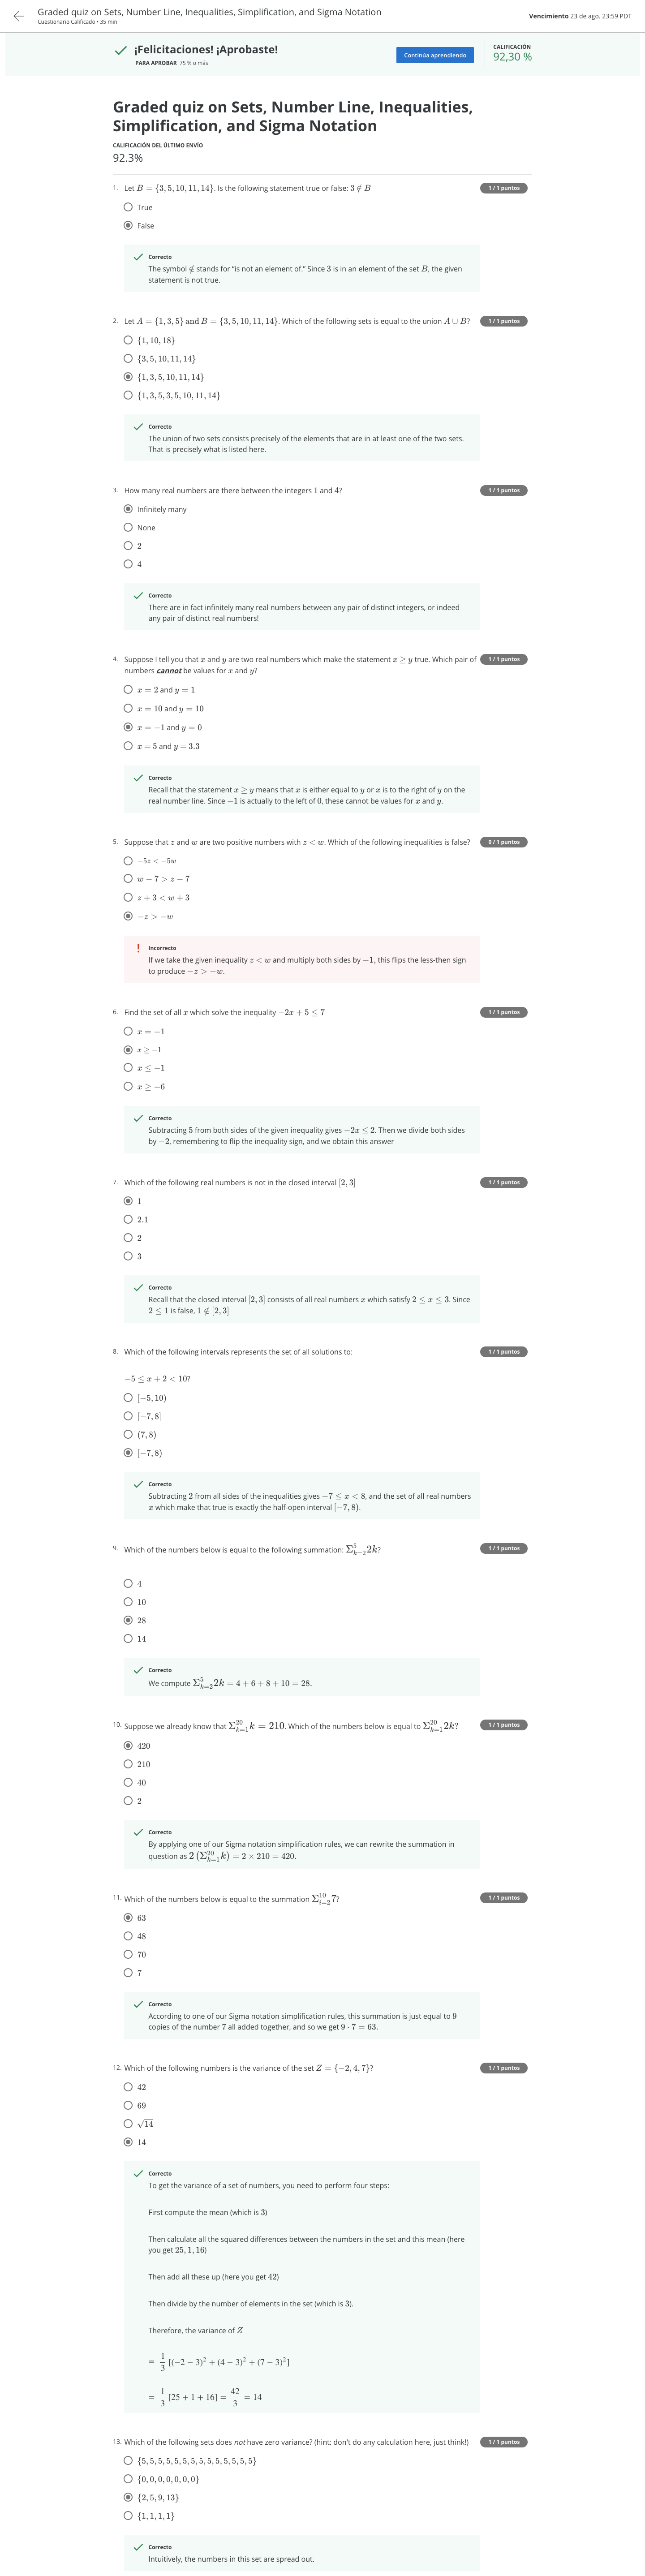 Graded quiz on Sets, Number Line, Inequalities, Simplification, and Sigma Notation
Cuestionario Calificado • 35 min
Vencimiento 23 de ago. 23:59 PDT
¡Felicitaciones! ¡Aprobaste!
PARA APROBAR 75 % o más
Continúa aprendiendo
CALIFICACIÓN
92,30 %
Graded quiz on Sets, Number Line, Inequalities,
Simplification, and Sigma Notation
CALIFICACIÓN DEL ÚLTIMO ENVÍO
92.3%
1. Let B = {3, 5, 10, 11, 14}. Is the following statement true or false: 3 ∉ B
1 / 1 puntos
True
False
Correcto
The symbol ∉ stands for “is not an element of.” Since 3 is in an element of the set B, the given
statement is not true.
2. Let A = {1, 3, 5} and B = {3, 5, 10, 11, 14}. Which of the following sets is equal to the union A ∪ B?
1 / 1 puntos
{1, 10, 18}
{3, 5, 10, 11, 14}
{1, 3, 5, 10, 11, 14}
{1, 3, 5, 3, 5, 10, 11, 14}
Correcto
The union of two sets consists precisely of the elements that are in at least one of the two sets.
That is precisely what is listed here.
3. How many real numbers are there between the integers 1 and 4?
1 / 1 puntos
Infinitely many
None
2
4
Correcto
There are in fact infinitely many real numbers between any pair of distinct integers, or indeed
any pair of distinct real numbers!
4. Suppose I tell you that x and y are two real numbers which make the statement x ≥ y true. Which pair of
numbers cannot be values for x and y?
1 / 1 puntos
x = 2 and y = 1
x = 10 and y = 10
x = −1 and y = 0
x = 5 and y = 3.3
Correcto
Recall that the statement x ≥ y means that x is either equal to y or x is to the right of y on the
real number line. Since −1 is actually to the left of 0, these cannot be values for x and y.
5. Suppose that z and w are two positive numbers with z < w. Which of the following inequalities is false?
0 / 1 puntos
−5z < −5w
w − 7 > z − 7
z + 3 < w + 3
−z > −w
Incorrecto
If we take the given inequality z < w and multiply both sides by −1, this flips the less-then sign
to produce −z > −w.
6. Find the set of all x which solve the inequality −2x + 5 ≤ 7
1 / 1 puntos
x = −1
x ≥ −1
x ≤ −1
x ≥ −6
Correcto
Subtracting 5 from both sides of the given inequality gives −2x ≤ 2. Then we divide both sides
by −2, remembering to flip the inequality sign, and we obtain this answer
7. Which of the following real numbers is not in the closed interval [2, 3]
1 / 1 puntos
1
2.1
2
3
Correcto
Recall that the closed interval [2, 3] consists of all real numbers x which satisfy 2 ≤ x ≤ 3. Since
2 ≤ 1 is false, 1 ∉ [2, 3]
8. Which of the following intervals represents the set of all solutions to:
1 / 1 puntos
−5 ≤ x + 2 < 10?
[−5, 10)
[−7, 8]
(7, 8)
[−7, 8)
Correcto
Subtracting 2 from all sides of the inequalities gives −7 ≤ x < 8, and the set of all real numbers
x which make that true is exactly the half-open interval [−7, 8).
9. Which of the numbers below is equal to the following summation: Σ_{k=2}^{5} 2k?
1 / 1 puntos
4
10
28
14
Correcto
We compute Σ_{k=2}^{5} 2k = 4 + 6 + 8 + 10 = 28.
10. Suppose we already know that Σ_{k=1}^{20} k = 210. Which of the numbers below is equal to Σ_{k=1}^{20} 2k?
1 / 1 puntos
420
210
40
2
Correcto
By applying one of our Sigma notation simplification rules, we can rewrite the summation in
question as 2 (Σ_{k=1}^{20} k) = 2 × 210 = 420.
11. Which of the numbers below is equal to the summation Σ_{i=2}^{10} 7?
1 / 1 puntos
63
48
70
7
Correcto
According to one of our Sigma notation simplification rules, this summation is just equal to 9
copies of the number 7 all added together, and so we get 9 · 7 = 63.
12. Which of the following numbers is the variance of the set Z = {−2, 4, 7}?
1 / 1 puntos
42
69
√14
14
Correcto
To get the variance of a set of numbers, you need to perform four steps:
First compute the mean (which is 3)
Then calculate all the squared differences between the numbers in the set and this mean (here
you get 25, 1, 16)
Then add all these up (here you get 42)
Then divide by the number of elements in the set (which is 3).
Therefore, the variance of Z
= 1/3 [(−2 − 3)² + (4 − 3)² + (7 − 3)²]
= 1/3 [25 + 1 + 16] = 42/3 = 14
13. Which of the following sets does not have zero variance? (hint: don't do any calculation here, just think!)
1 / 1 puntos
{5, 5, 5, 5, 5, 5, 5, 5, 5, 5, 5, 5, 5, 5}
{0, 0, 0, 0, 0, 0, 0}
{2, 5, 9, 13}
{1, 1, 1, 1}
Correcto
Intuitively, the numbers in this set are spread out.